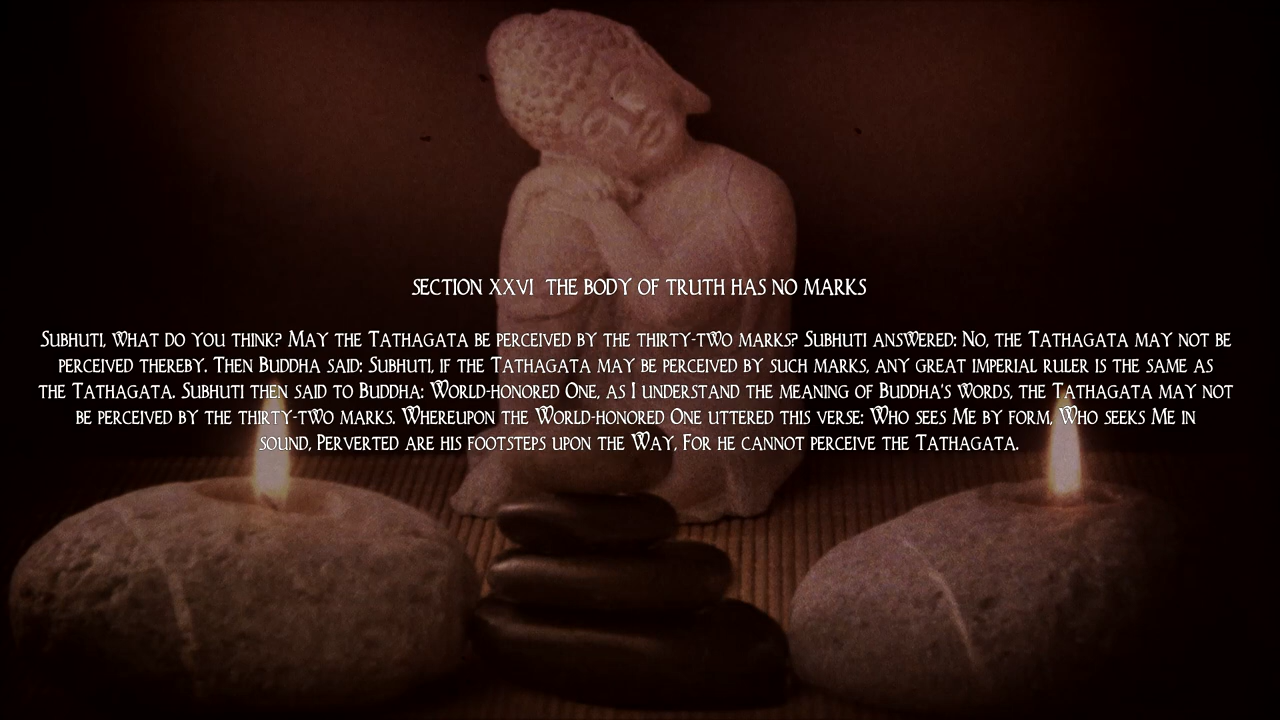 SECTION XXVI THE BODY OF TRUTH HAS NO MARKS
SUBHUTI, WHAT DO YOU THINK? MAY THE TATHAGATA BE PERCEIVED BY THE THIRTY-TWO MARKS? SUBHUTI ANSWERED: NO, THE TATHAGATA MAY NOT BE
PERCEIVED THEREBY. THEN BUDDHA SAID: SUBHUTI, IF THE TATHAGATA MAY BE PERCEIVED BY SUCH MARKS, ANY GREAT IMPERIAL RULER IS THE SAME AS
THE TATHAGATA. SUBHUTI THEN SAID TO BUDDHA: WORLD-HONORED ONE, AS I UNDERSTAND THE MEANING OF BUDDHA'S WORDS, THE TATHAGATA MAY NOT
BE PERCEIVED BY THE THIRTY-TWO MARKS. WHEREUPON THE WORLD-HONORED ONE UTTERED THIS VERSE: WHO SEES ME BY FORM, WHO SEEKS ME IN
SOUND, PERVERTED ARE HIS FOOTSTEPS UPON THE WAY, FOR HE CANNOT PERCEIVE THE TATHAGATA.